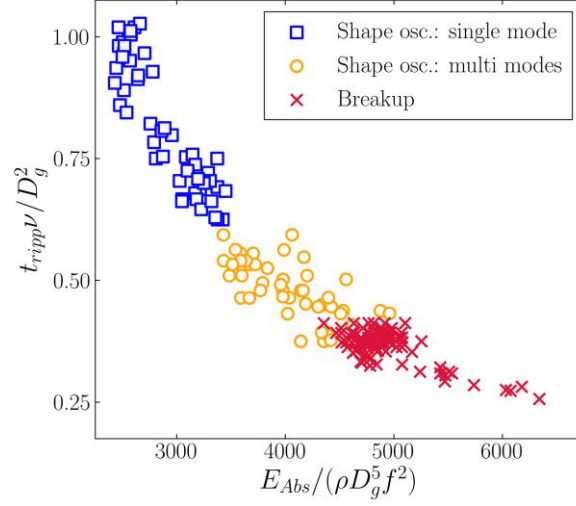 Shape osc.: single mode
Shape osc.: multi modes
Breakup
1.00
0.75
0.50
0.25
t_{ripp}ν/D_g^2
3000
4000
5000
6000
E_{Abs}/(ρD_g^5 f^2)